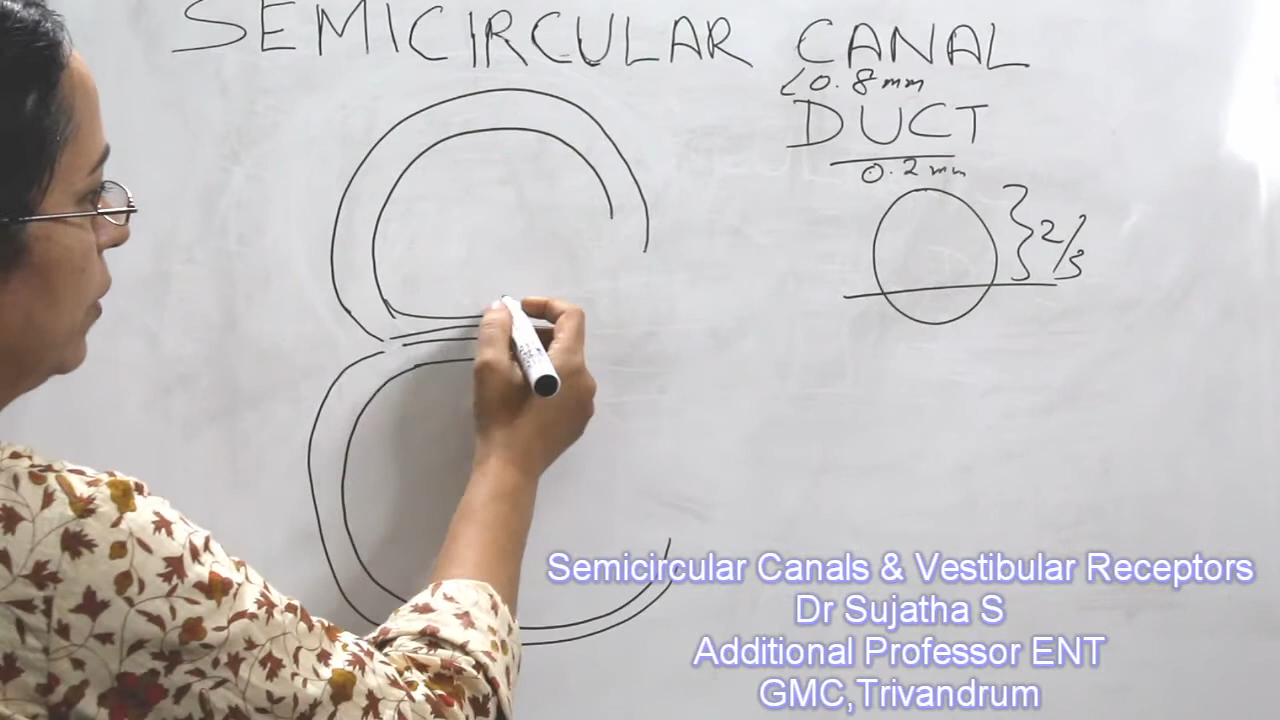 SEMICIRCULAR CANAL
<0.8mm
DUCT
0.2mm
2/3
Semicircular Canals & Vestibular Receptors
Dr Sujatha S
Additional Professor ENT
GMC,Trivandrum